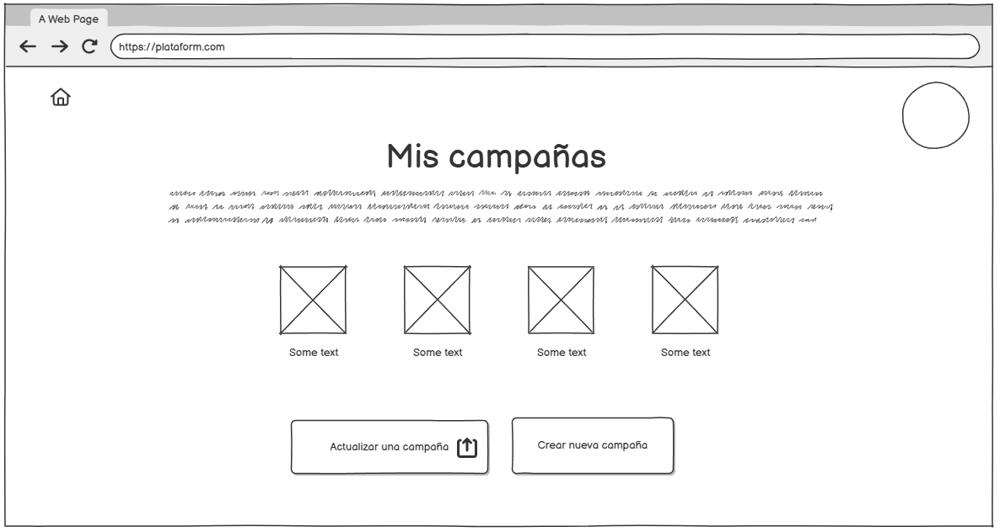 A Web Page
https://plataform.com
Mis campañas
Some text
Some text
Some text
Some text
Actualizar una campaña
Crear nueva campaña